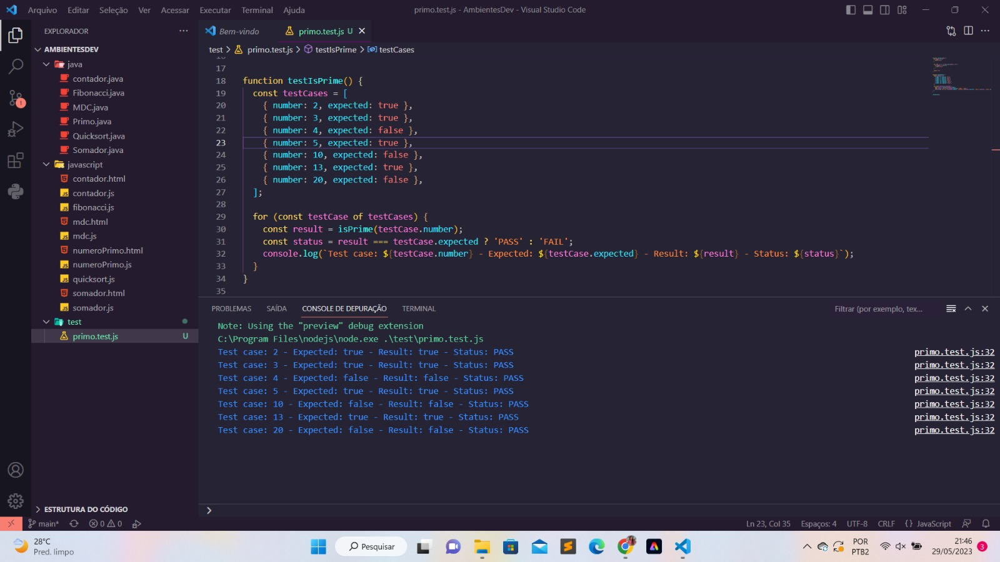 Arquivo Editar Seleção Ver Acessar Executar Terminal Ajuda
primo.test.js - AmbientesDev - Visual Studio Code
EXPLORADOR
Bem-vindo
primo.test.js U
test > primo.test.js > testIsPrime > testCases
AMBIENTESDEV
java
contador.java
Fibonacci.java
MDC.java
Primo.java
Quicksort.java
Somador.java
javascript
contador.html
contador.js
fibonacci.js
mdc.html
mdc.js
numeroPrimo.html
numeroPrimo.js
quicksort.js
somador.html
somador.js
test
primo.test.js U
1
ESTRUTURA DO CÓDIGO
16
17
18 function testIsPrime() {
19 const testCases = [
20 { number: 2, expected: true },
21 { number: 3, expected: true },
22 { number: 4, expected: false },
23 { number: 5, expected: true },
24 { number: 10, expected: false },
25 { number: 13, expected: true },
26 { number: 20, expected: false },
27 ];
28
29 for (const testCase of testCases) {
30 const result = isPrime(testCase.number);
31 const status = result === testCase.expected ? 'PASS' : 'FAIL';
32 console.log(`Test case: ${testCase.number} - Expected: ${testCase.expected} - Result: ${result} - Status: ${status}`);
33 }
34 }
35
PROBLEMAS SAÍDA CONSOLE DE DEPURAÇÃO TERMINAL
Filtrar (por exemplo, tex...
Note: Using the "preview" debug extension
C:\Program Files\nodejs\node.exe .\test\primo.test.js
Test case: 2 - Expected: true - Result: true - Status: PASS primo.test.js:32
Test case: 3 - Expected: true - Result: true - Status: PASS primo.test.js:32
Test case: 4 - Expected: false - Result: false - Status: PASS primo.test.js:32
Test case: 5 - Expected: true - Result: true - Status: PASS primo.test.js:32
Test case: 10 - Expected: false - Result: false - Status: PASS primo.test.js:32
Test case: 13 - Expected: true - Result: true - Status: PASS primo.test.js:32
Test case: 20 - Expected: false - Result: false - Status: PASS primo.test.js:32
main* 0 0
Ln 23, Col 35 Espaços: 4 UTF-8 CRLF {} JavaScript
28°C
Pred. limpo
Pesquisar
POR
PTB2
21:46
29/05/2023
3